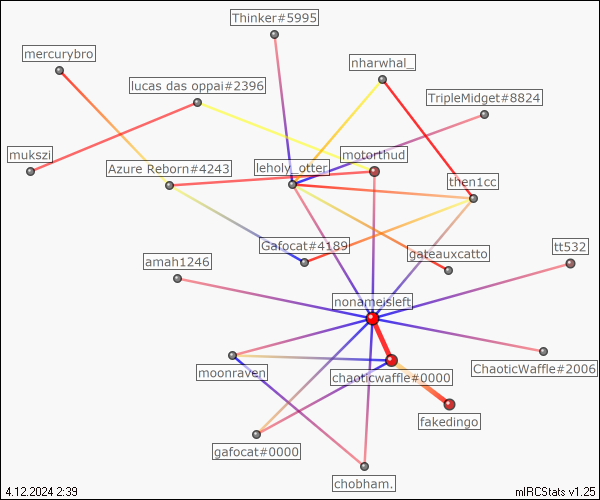 Thinker#5995
mercurybro
nharwhal_
lucas das oppai#2396
TripleMidget#8824
mukszi
motorthud
Azure Reborn#4243
leholy_otter
then1cc
Gafocat#4189
gateauxcatto
tt532
amah1246
nonameisleft
moonraven
chaoticwaffle#0000
ChaoticWaffle#2006
fakedingo
gafocat#0000
chobham.
4.12.2024 2:39
mIRCStats v1.25